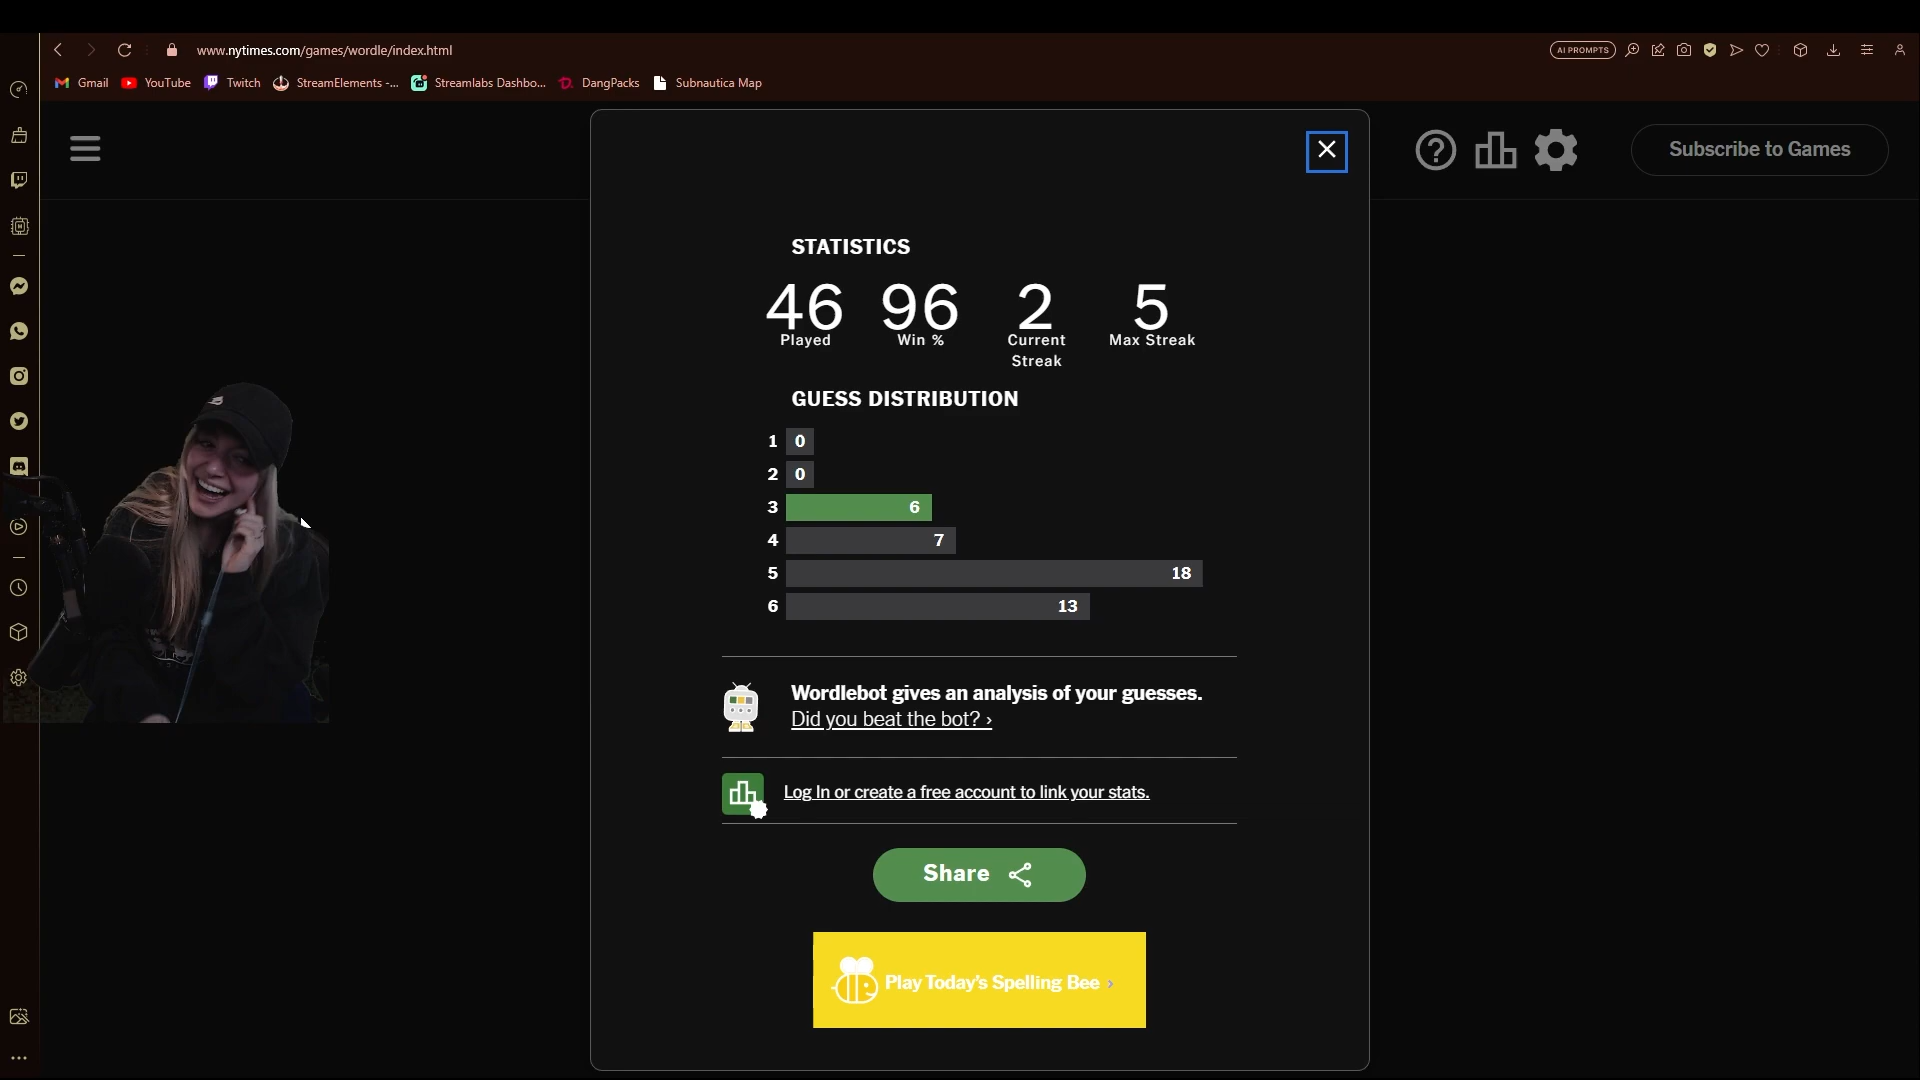 www.nytimes.com/games/wordle/index.html
AI PROMPTS
Gmail
YouTube
Twitch
StreamElements -...
Streamlabs Dashbo...
DangPacks
Subnautica Map
Subscribe to Games
STATISTICS
46
96
2
5
Played
Win %
Current
Streak
Max Streak
GUESS DISTRIBUTION
1 0
2 0
3 6
4 7
5 18
6 13
Wordlebot gives an analysis of your guesses.
Did you beat the bot? ›
Log In or create a free account to link your stats.
Share
Play Today's Spelling Bee ›